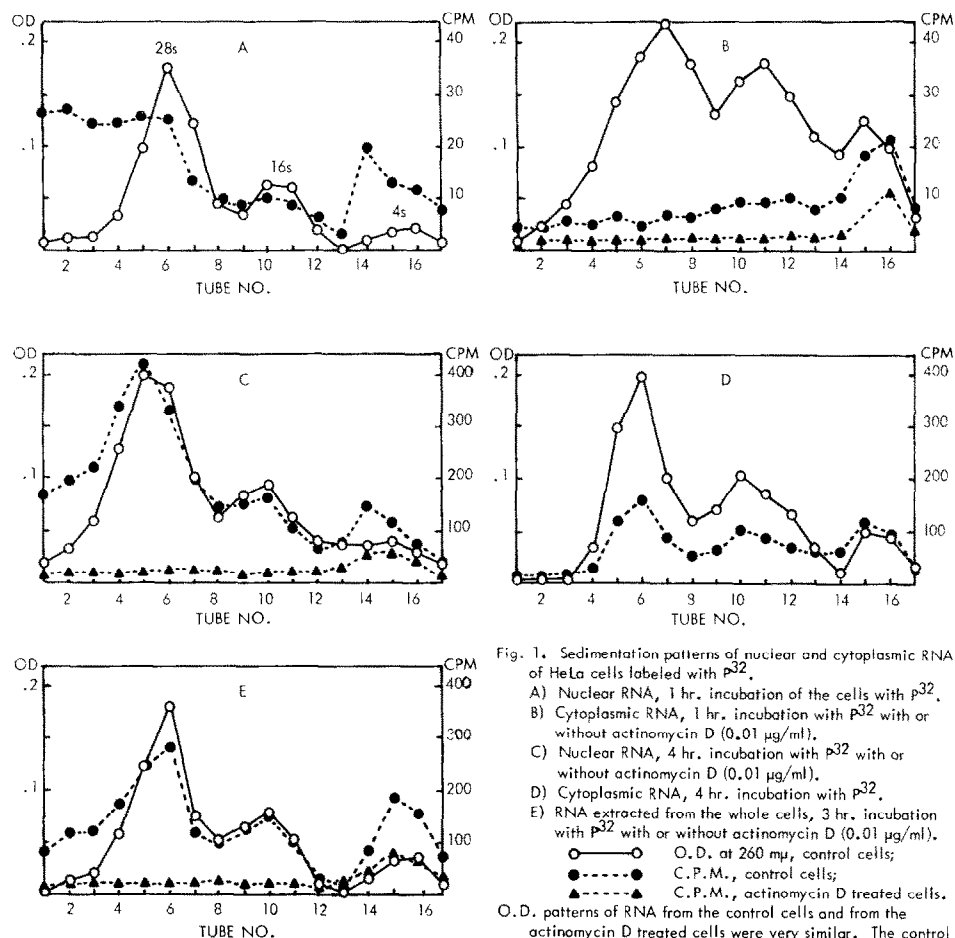 OD
CPM
.2
A
28s
40
30
.1
20
16s
10
4s
2 4 6 8 10 12 14 16
TUBE NO.
OD
CPM
.2
B
40
30
.1
20
10
2 4 6 8 10 12 14 16
TUBE NO.
OD
CPM
.2
C
400
300
.1
200
100
2 4 6 8 10 12 14 16
TUBE NO.
OD
CPM
.2
D
400
300
.1
200
100
2 4 6 8 10 12 14 16
TUBE NO.
OD
CPM
.2
E
400
300
.1
200
100
2 4 6 8 10 12 14 16
TUBE NO.
Fig. 1. Sedimentation patterns of nuclear and cytoplasmic RNA
of HeLa cells labeled with P32.
A) Nuclear RNA, 1 hr. incubation of the cells with P32.
B) Cytoplasmic RNA, 1 hr. incubation with P32 with or
without actinomycin D (0.01 µg/ml).
C) Nuclear RNA, 4 hr. incubation with P32 with or
without actinomycin D (0.01 µg/ml).
D) Cytoplasmic RNA, 4 hr. incubation with P32.
E) RNA extracted from the whole cells, 3 hr. incubation
with P32 with or without actinomycin D (0.01 µg/ml).
O.D. at 260 mµ, control cells;
C.P.M., control cells;
C.P.M., actinomycin D treated cells.
O.D. patterns of RNA from the control cells and from the
actinomycin D treated cells were very similar. The control